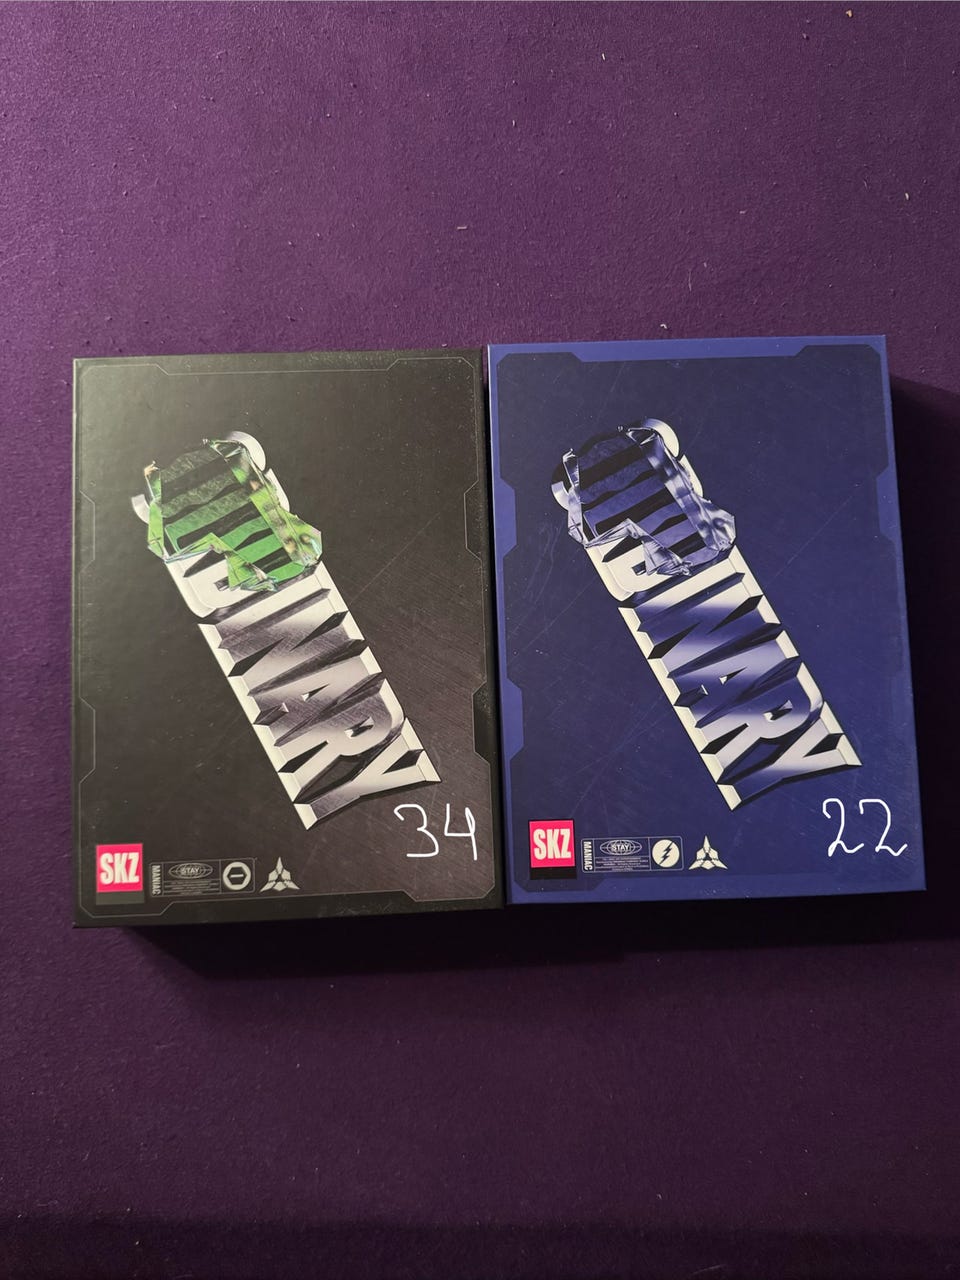 ODDINARY
34
SKZ
MANIAC
STAY
ODDINARY
22
SKZ
MANIAC
STAY